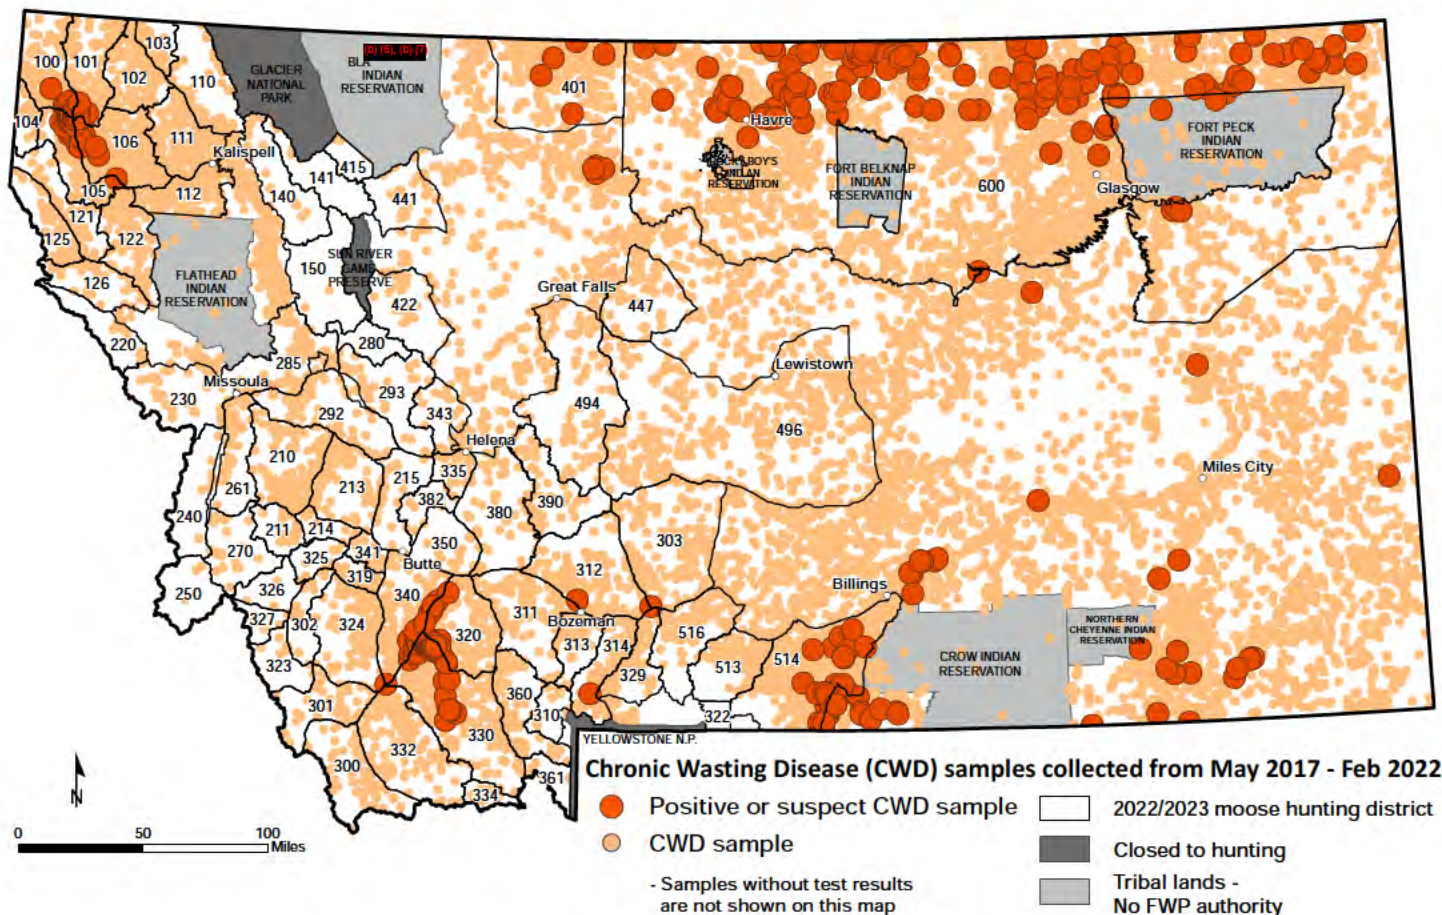 103
100
101
102
110
(b) (6), (b) (7)
GLACIER
NATIONAL
PARK
BLA
INDIAN
RESERVATION
401
104
106
111
Kalispell
Havre
FORT PECK
INDIAN
RESERVATION
415
141
BOY'S
INDIAN
RESERVATION
FORT BELKNAP
INDIAN
RESERVATION
600
Glasgow
105
112
140
441
121
125
122
SUN RIVER
GAME
PRESERVE
150
126
FLATHEAD
INDIAN
RESERVATION
Great Falls
447
422
220
280
285
Missoula
230
293
Lewistown
292
343
494
496
Helena
210
335
Miles City
215
213
261
382
390
240
380
211
214
350
303
270
325
341
Butte
312
319
Billings
250
326
340
311
Bozeman
327
302
324
320
313
314
516
NORTHERN
CHEYENNE INDIAN
RESERVATION
514
CROW INDIAN
RESERVATION
323
329
513
360
301
310
322
330
YELLOWSTONE N.P.
332
300
361
334
N
0 50 100
Miles
Chronic Wasting Disease (CWD) samples collected from May 2017 - Feb 2022
Positive or suspect CWD sample
CWD sample
- Samples without test results
are not shown on this map
2022/2023 moose hunting district
Closed to hunting
Tribal lands -
No FWP authority